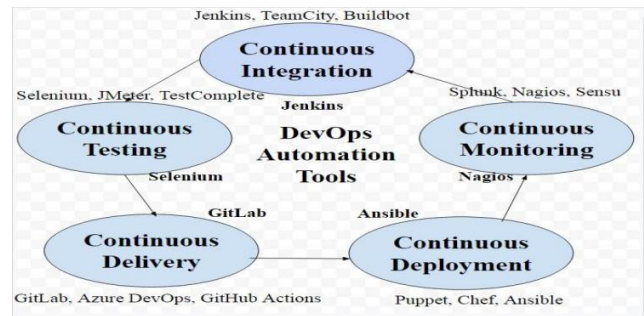 Jenkins, TeamCity, Buildbot
Continuous
Integration
Jenkins
Selenium, JMeter, TestComplete
Continuous
Testing
Selenium
DevOps
Automation
Tools
Splunk, Nagios, Sensu
Continuous
Monitoring
Nagios
GitLab
Continuous
Delivery
GitLab, Azure DevOps, GitHub Actions
Ansible
Continuous
Deployment
Puppet, Chef, Ansible